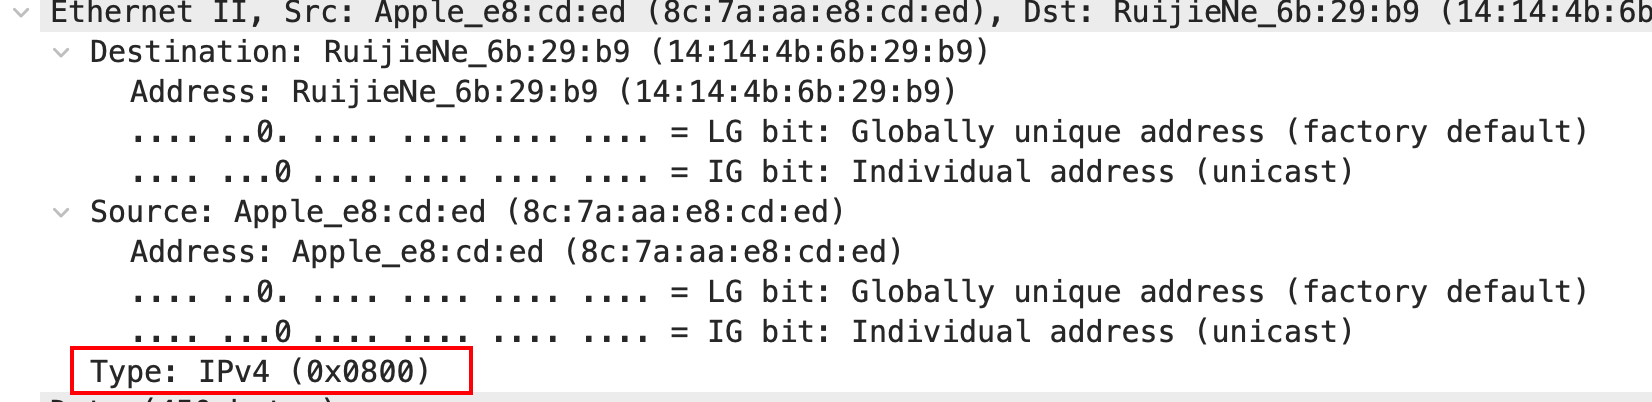 Ethernet II, Src: Apple_e8:cd:ed (8c:7a:aa:e8:cd:ed), Dst: RuijieNe_6b:29:b9 (14:14:4b:6b
Destination: RuijieNe_6b:29:b9 (14:14:4b:6b:29:b9)
Address: RuijieNe_6b:29:b9 (14:14:4b:6b:29:b9)
.... ..0. .... .... .... .... = LG bit: Globally unique address (factory default)
.... ...0 .... .... .... .... = IG bit: Individual address (unicast)
Source: Apple_e8:cd:ed (8c:7a:aa:e8:cd:ed)
Address: Apple_e8:cd:ed (8c:7a:aa:e8:cd:ed)
.... ..0. .... .... .... .... = LG bit: Globally unique address (factory default)
.... ...0 .... .... .... .... = IG bit: Individual address (unicast)
Type: IPv4 (0x0800)